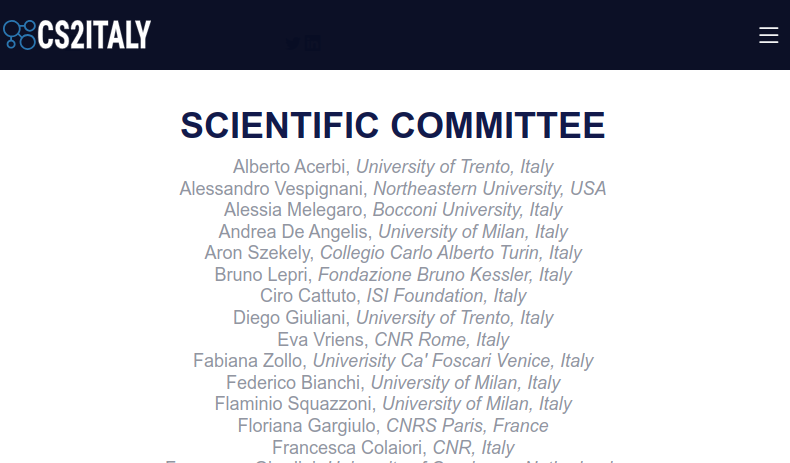 CS2ITALY
SCIENTIFIC COMMITTEE
Alberto Acerbi, University of Trento, Italy
Alessandro Vespignani, Northeastern University, USA
Alessia Melegaro, Bocconi University, Italy
Andrea De Angelis, University of Milan, Italy
Aron Szekely, Collegio Carlo Alberto Turin, Italy
Bruno Lepri, Fondazione Bruno Kessler, Italy
Ciro Cattuto, ISI Foundation, Italy
Diego Giuliani, University of Trento, Italy
Eva Vriens, CNR Rome, Italy
Fabiana Zollo, Univerisity Ca' Foscari Venice, Italy
Federico Bianchi, University of Milan, Italy
Flaminio Squazzoni, University of Milan, Italy
Floriana Gargiulo, CNRS Paris, France
Francesca Colaiori, CNR, Italy